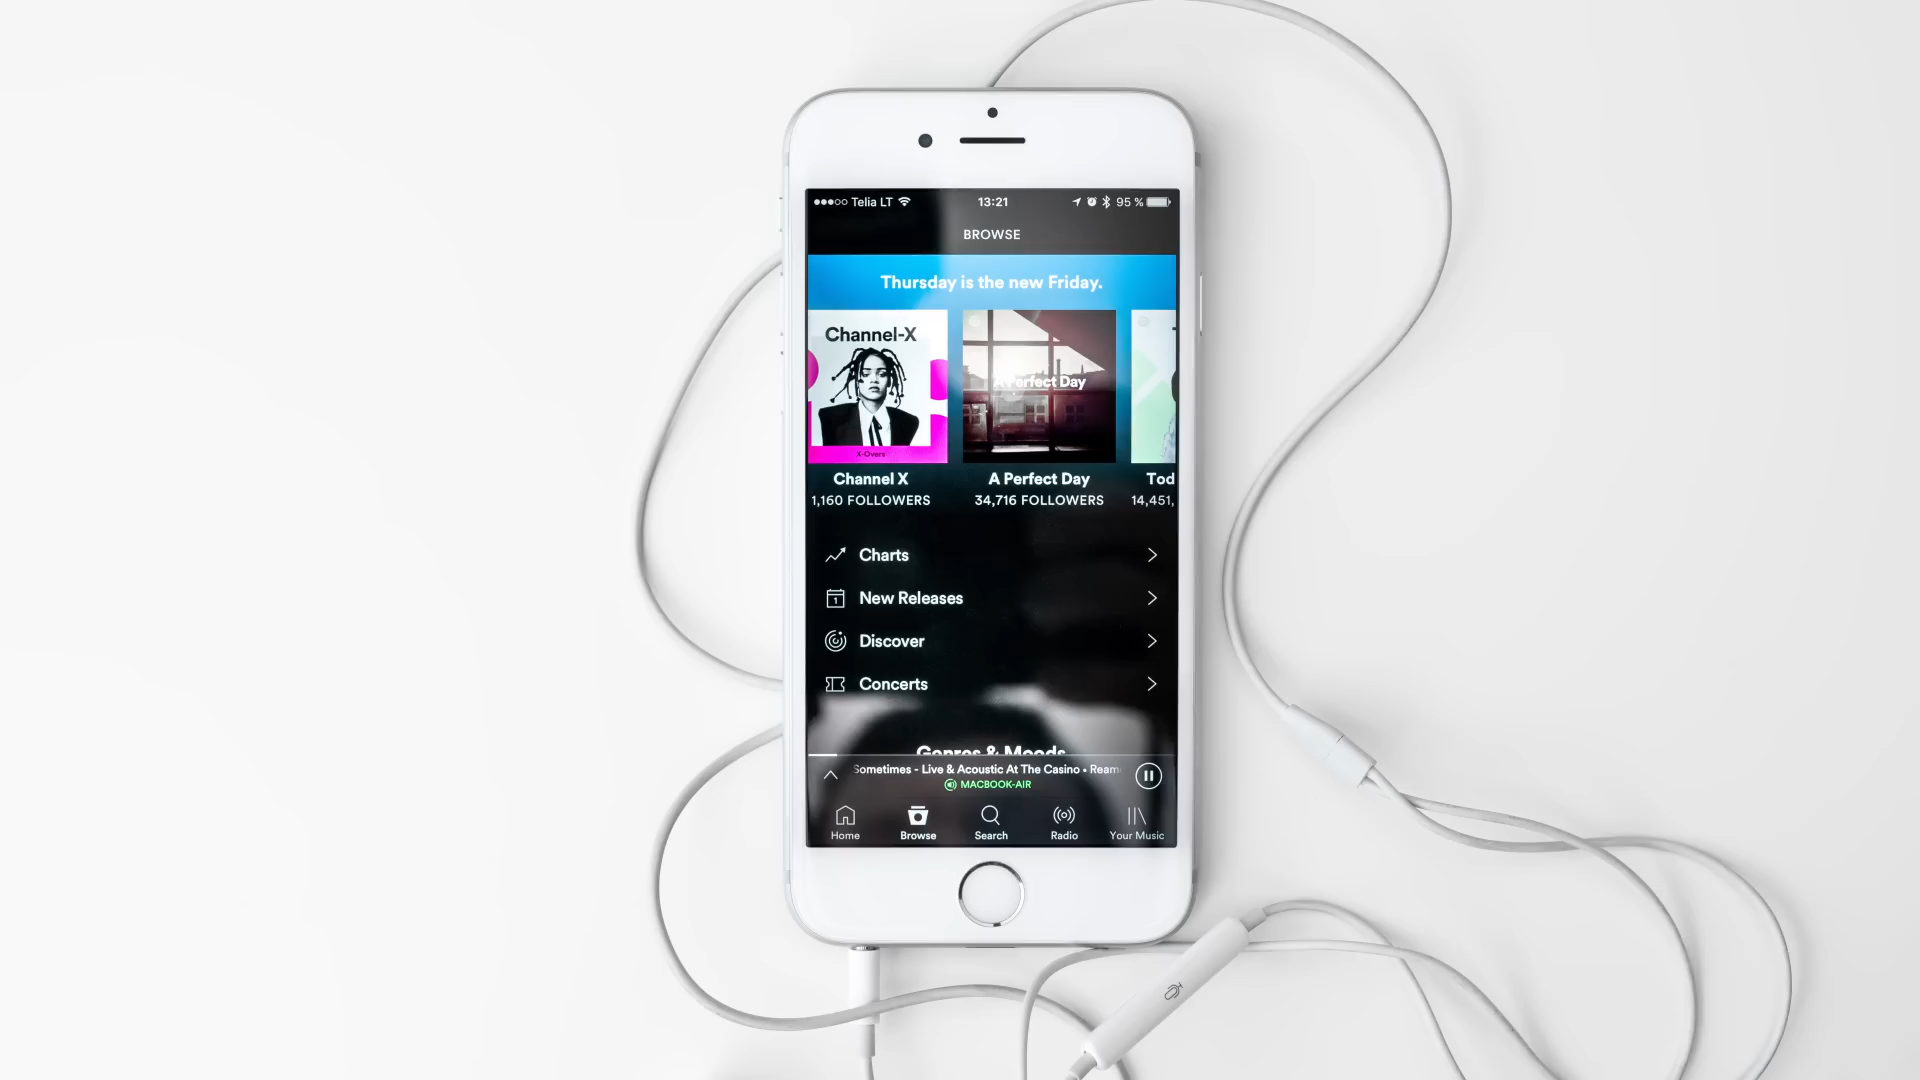 Telia LT 13:21 95 %
BROWSE
Thursday is the new Friday.
Channel-X
A Perfect Day
X-Overs
Channel X
1,160 FOLLOWERS
A Perfect Day
34,716 FOLLOWERS
Tod
14,451,
Charts
1
New Releases
Discover
Concerts
Genres & Moods
Sometimes - Live & Acoustic At The Casino • Ream
MACBOOK-AIR
Home Browse Search Radio Your Music